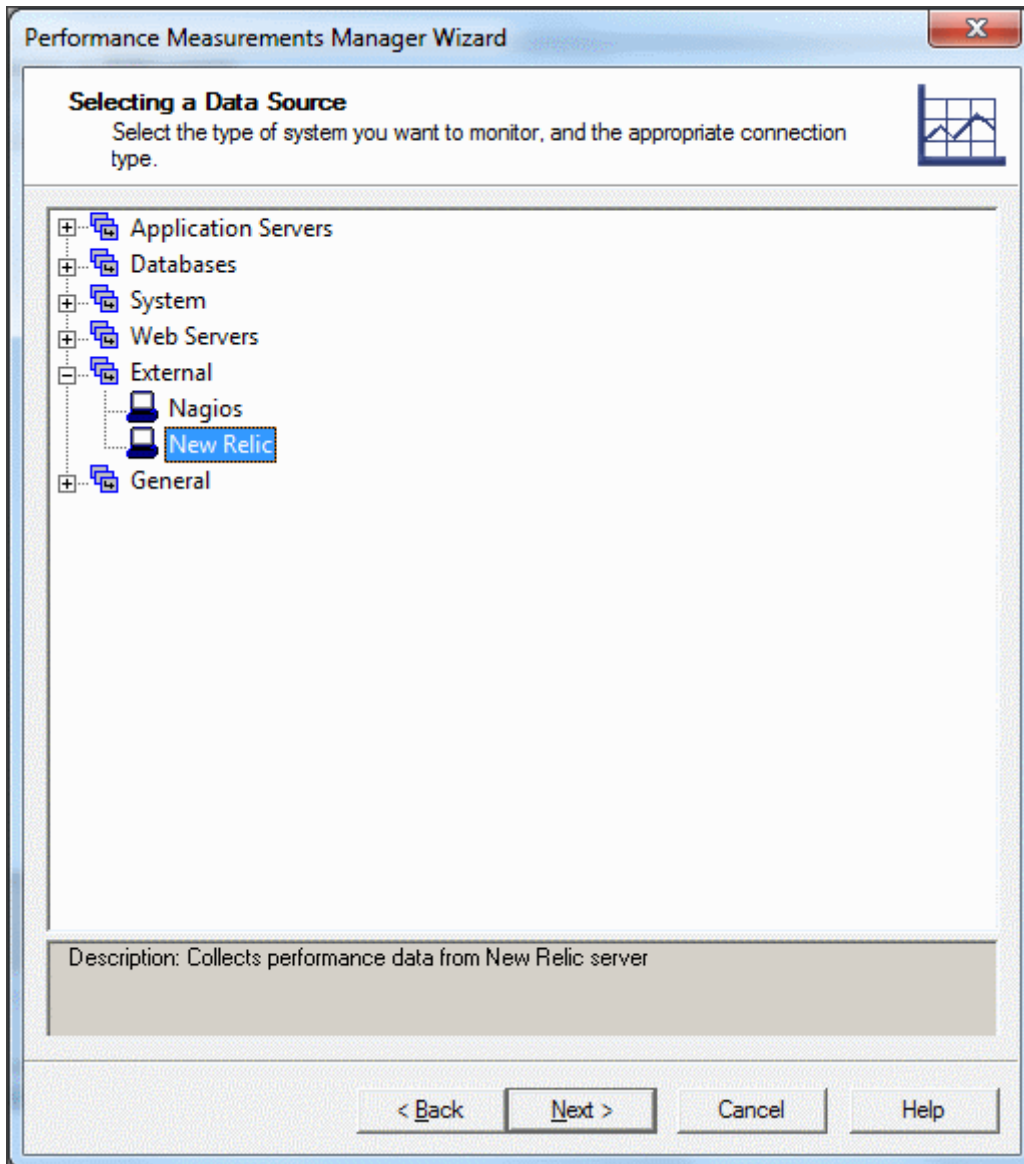 Performance Measurements Manager Wizard
Selecting a Data Source
Select the type of system you want to monitor, and the appropriate connection
type.
Application Servers
Databases
System
Web Servers
External
Nagios
New Relic
General
Description: Collects performance data from New Relic server
< Back
Next >
Cancel
Help